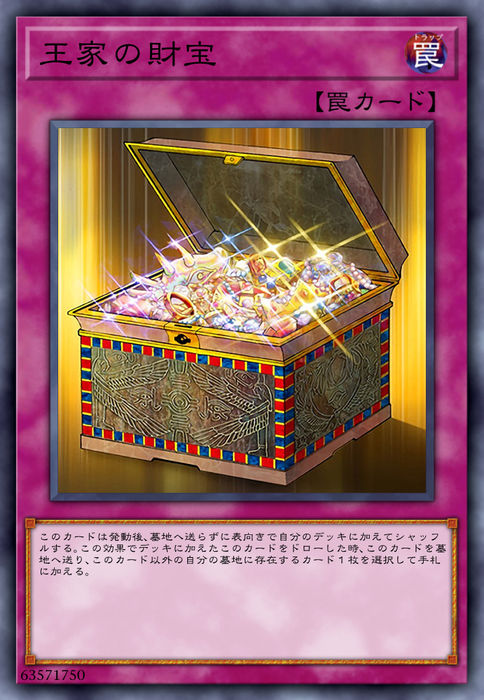 王家の財宝
トラップ
罠
【罠カード】
このカードは発動後、墓地へ送らずに表向きで自分のデッキに加えてシャッフ
ルする。この効果でデッキに加えたこのカードをドローした時、このカードを墓
地へ送り、このカード以外の自分の墓地に存在するカード1枚を選択して手札
に加える。
63571750